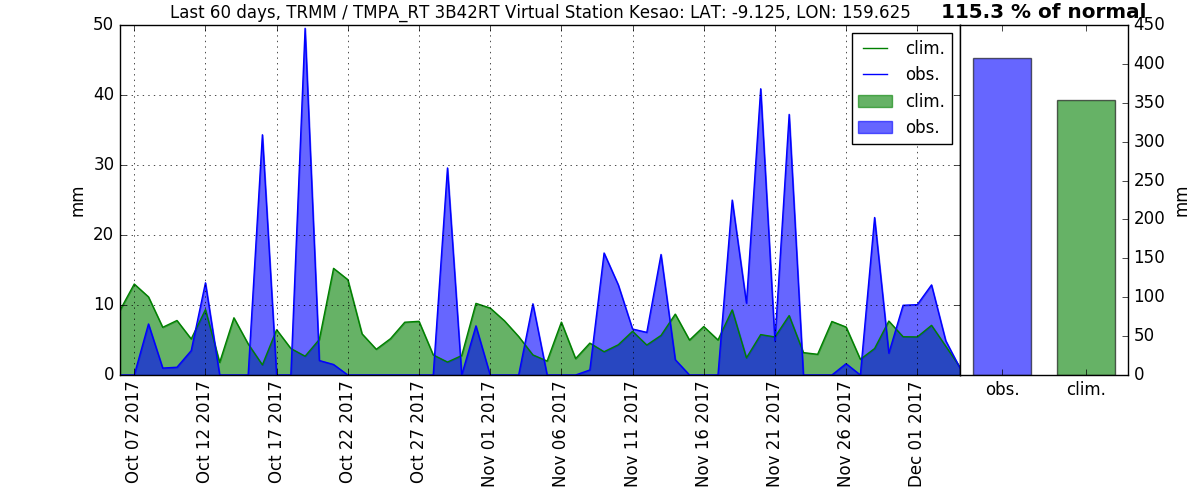 Last 60 days, TRMM / TMPA_RT 3B42RT Virtual Station Kesao: LAT: -9.125, LON: 159.625
115.3 % of normal
50
40
30
20
10
0
mm
clim.
obs.
clim.
obs.
Oct 07 2017
Oct 12 2017
Oct 17 2017
Oct 22 2017
Oct 27 2017
Nov 01 2017
Nov 06 2017
Nov 11 2017
Nov 16 2017
Nov 21 2017
Nov 26 2017
Dec 01 2017
450
400
350
300
250
200
150
100
50
0
mm
obs.
clim.